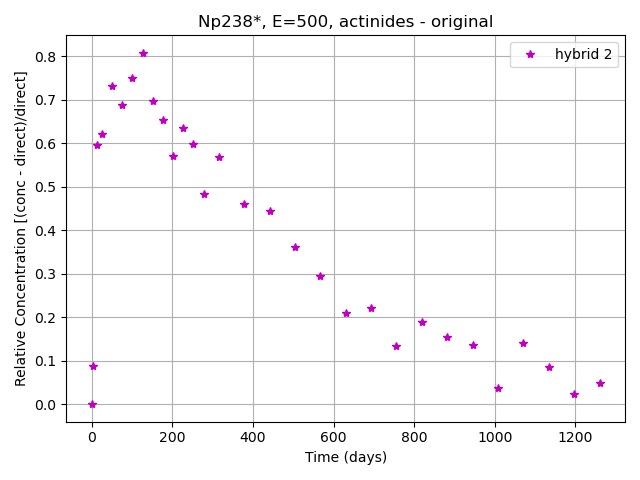 Np238*, E=500, actinides - original
hybrid 2
Relative Concentration [(conc - direct)/direct]
0.8
0.7
0.6
0.5
0.4
0.3
0.2
0.1
0.0
0 200 400 600 800 1000 1200
Time (days)